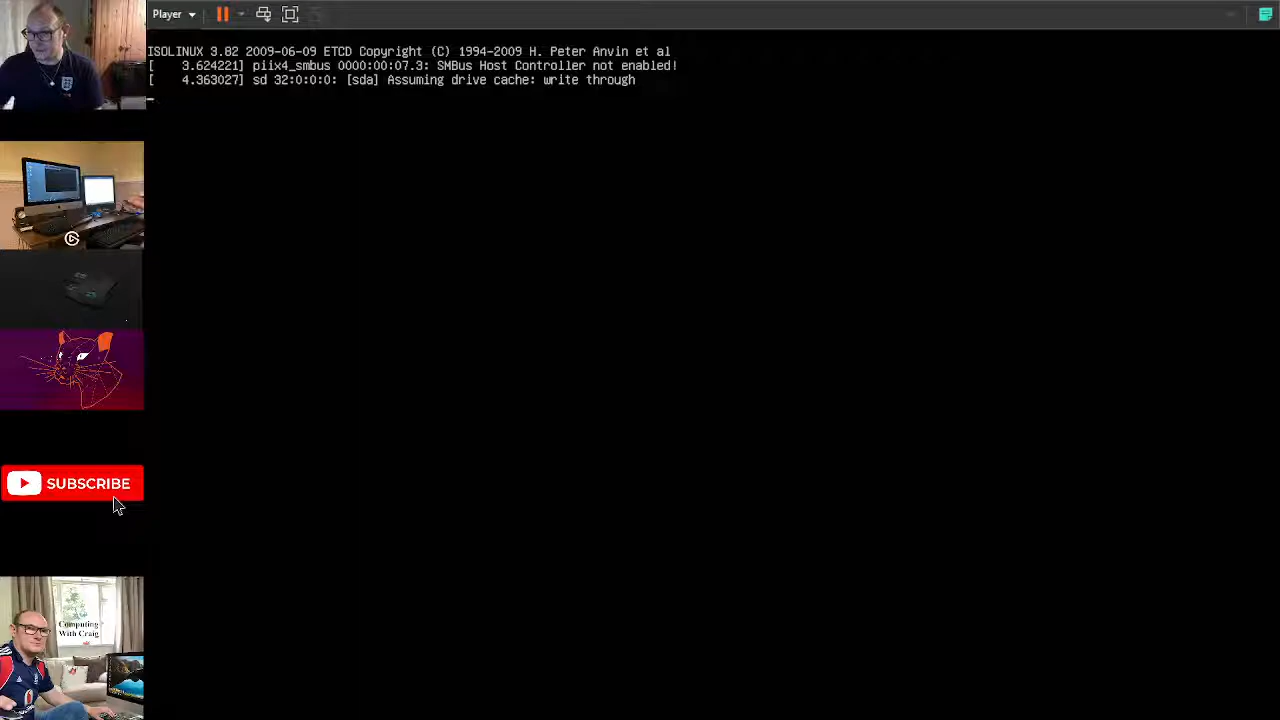 Player
ISOLINUX 3.82 2009-06-09 ETCD Copyright (C) 1994-2009 H. Peter Anvin et al
[    3.624221] piix4_smbus 0000:00:07.3: SMBus Host Controller not enabled!
[    4.363027] sd 32:0:0:0: [sda] Assuming drive cache: write through
SUBSCRIBE
Computing
With Craig